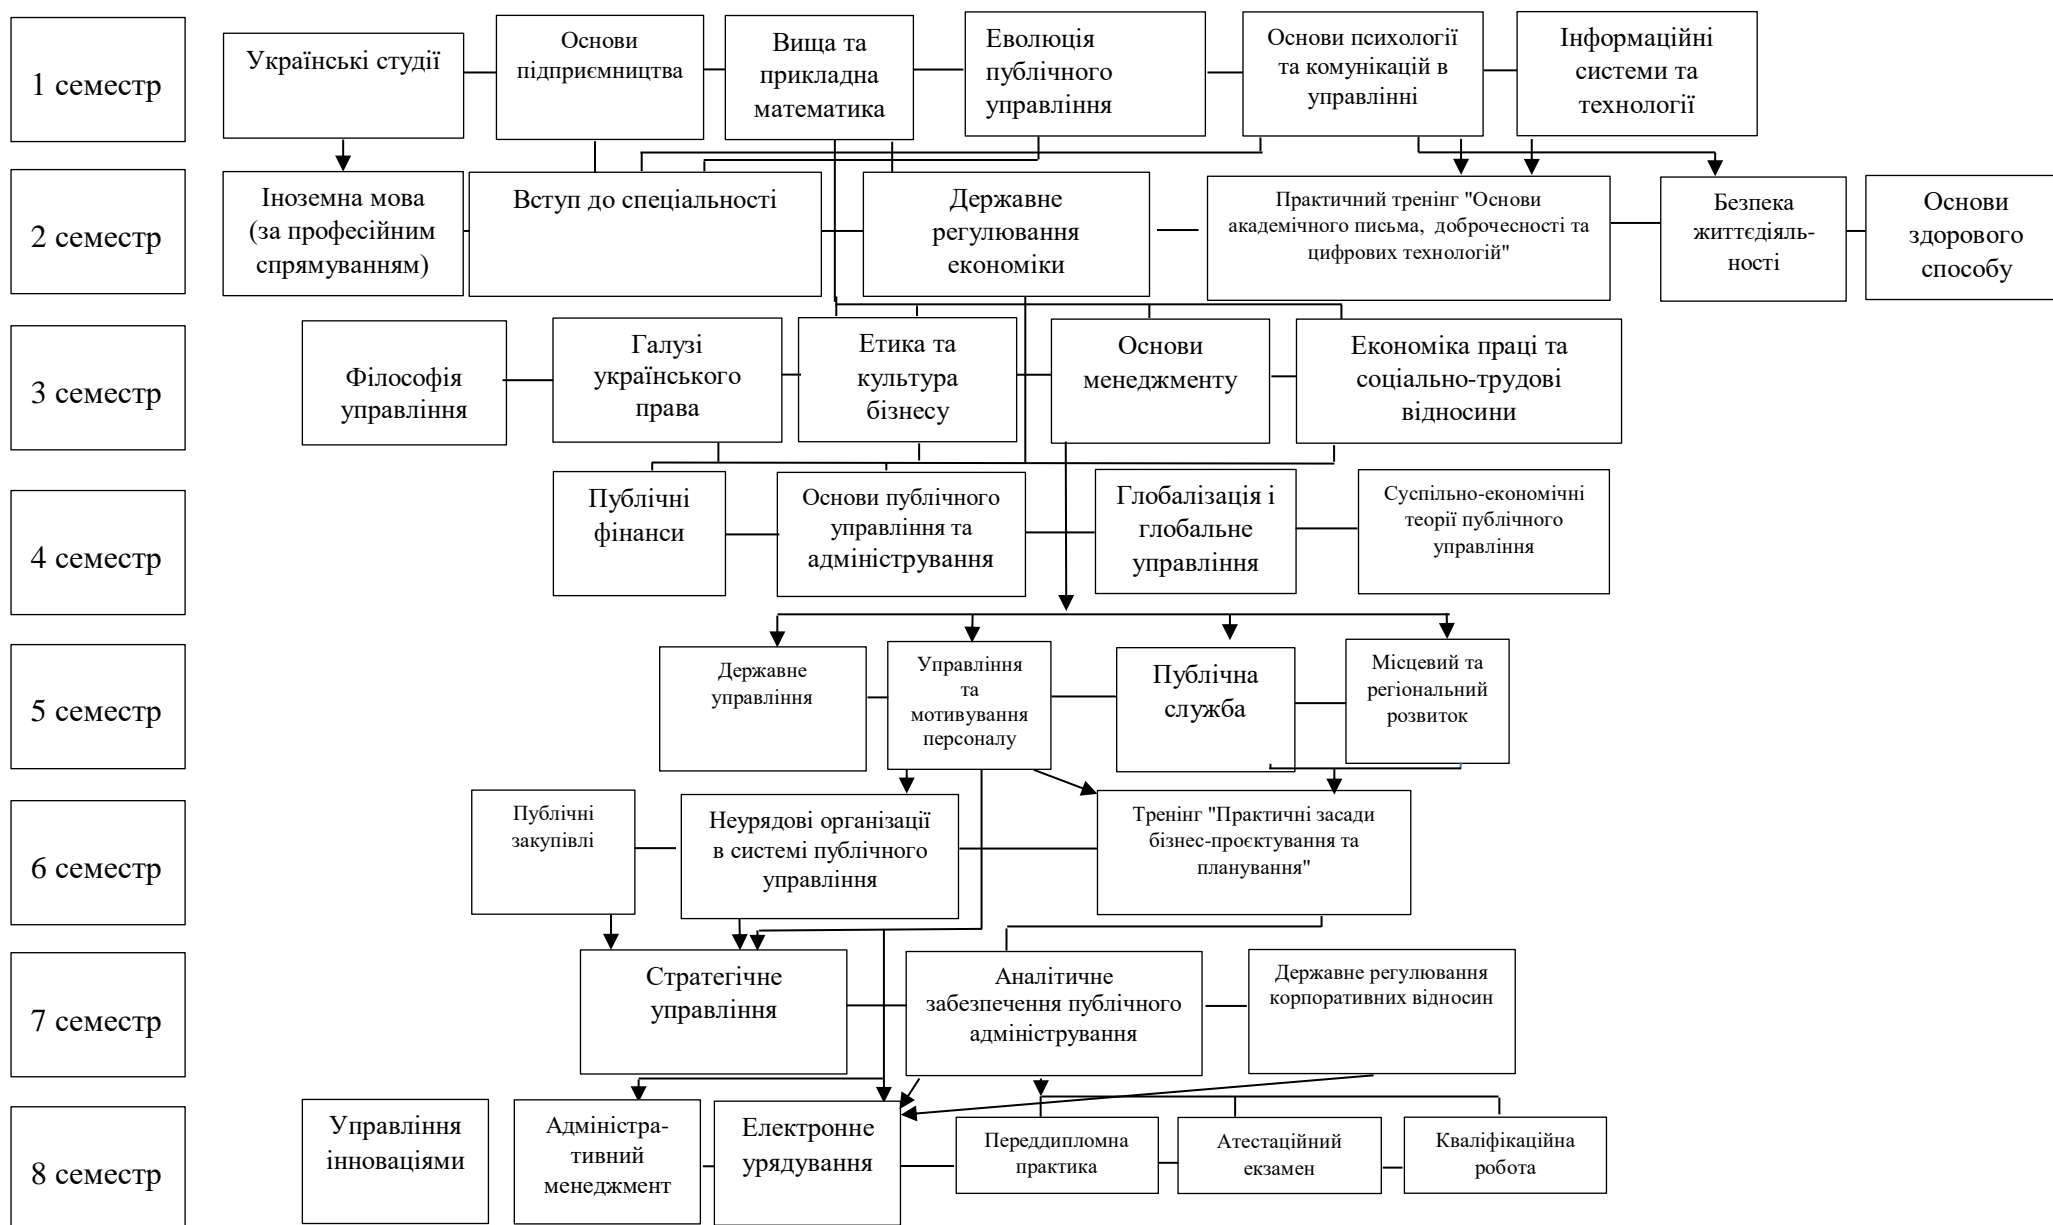 1 семестр
Українські студії
Основи
підприємництва
Вища та
прикладна
математика
Еволюція
публічного
управління
Основи психології
та комунікацій в
управлінні
Інформаційні
системи та
технології
2 семестр
Іноземна мова
(за професійним
спрямуванням)
Вступ до спеціальності
Державне
регулювання
економіки
Практичний тренінг "Основи
академічного письма, доброчесності та
цифрових технологій"
Безпека
життєдіяль-
ності
Основи
здорового
способу
3 семестр
Філософія
управління
Галузі
українського
права
Етика та
культура
бізнесу
Основи
менеджменту
Економіка праці та
соціально-трудові
відносини
4 семестр
Публічні
фінанси
Основи публічного
управління та
адміністрування
Глобалізація і
глобальне
управління
Суспільно-економічні
теорії публічного
управління
5 семестр
Державне
управління
Управління
та
мотивування
персоналу
Публічна
служба
Місцевий та
регіональний
розвиток
6 семестр
Публічні
закупівлі
Неурядові організації
в системі публічного
управління
Тренінг "Практичні засади
бізнес-проєктування та
планування"
7 семестр
Стратегічне
управління
Аналітичне
забезпечення публічного
адміністрування
Державне регулювання
корпоративних відносин
8 семестр
Управління
інноваціями
Адміністра-
тивний
менеджмент
Електронне
урядування
Переддипломна
практика
Атестаційний
екзамен
Кваліфікаційна
робота